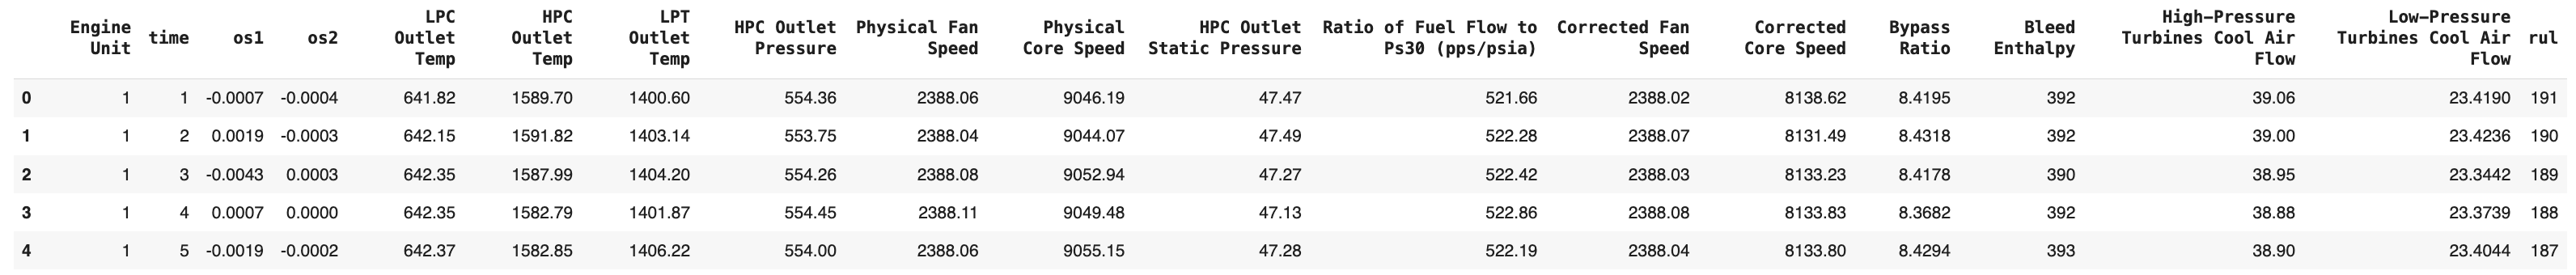 Engine Unit time os1 os2 LPC Outlet Temp HPC Outlet Temp LPT Outlet Temp HPC Outlet Pressure Physical Fan Speed Physical Core Speed HPC Outlet Static Pressure Ratio of Fuel Flow to Ps30 (pps/psia) Corrected Fan Speed Corrected Core Speed Bypass Ratio Bleed Enthalpy High-Pressure Turbines Cool Air Flow Low-Pressure Turbines Cool Air Flow rul
0 1 1 -0.0007 -0.0004 641.82 1589.70 1400.60 554.36 2388.06 9046.19 47.47 521.66 2388.02 8138.62 8.4195 392 39.06 23.4190 191
1 1 2 0.0019 -0.0003 642.15 1591.82 1403.14 553.75 2388.04 9044.07 47.49 522.28 2388.07 8131.49 8.4318 392 39.00 23.4236 190
2 1 3 -0.0043 0.0003 642.35 1587.99 1404.20 554.26 2388.08 9052.94 47.27 522.42 2388.03 8133.23 8.4178 390 38.95 23.3442 189
3 1 4 0.0007 0.0000 642.35 1582.79 1401.87 554.45 2388.11 9049.48 47.13 522.86 2388.08 8133.83 8.3682 392 38.88 23.3739 188
4 1 5 -0.0019 -0.0002 642.37 1582.85 1406.22 554.00 2388.06 9055.15 47.28 522.19 2388.04 8133.80 8.4294 393 38.90 23.4044 187